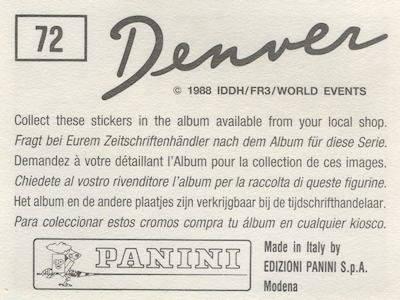 72
Denver
© 1988 IDDH/FR3/WORLD EVENTS
Collect these stickers in the album available from your local shop.
Fragt bei Eurem Zeitschriftenhändler nach dem Album für diese Serie.
Demandez à votre détaillant l'Album pour la collection de ces images.
Chiedete al vostro rivenditore l'album per la raccolta di queste figurine.
Het album en de andere plaatjes zijn verkrijgbaar bij de tijdschrifthandelaar.
Para coleccionar estos cromos compra tu álbum en cualquier kiosco.
PANINI
Made in Italy by
EDIZIONI PANINI S.p.A.
Modena